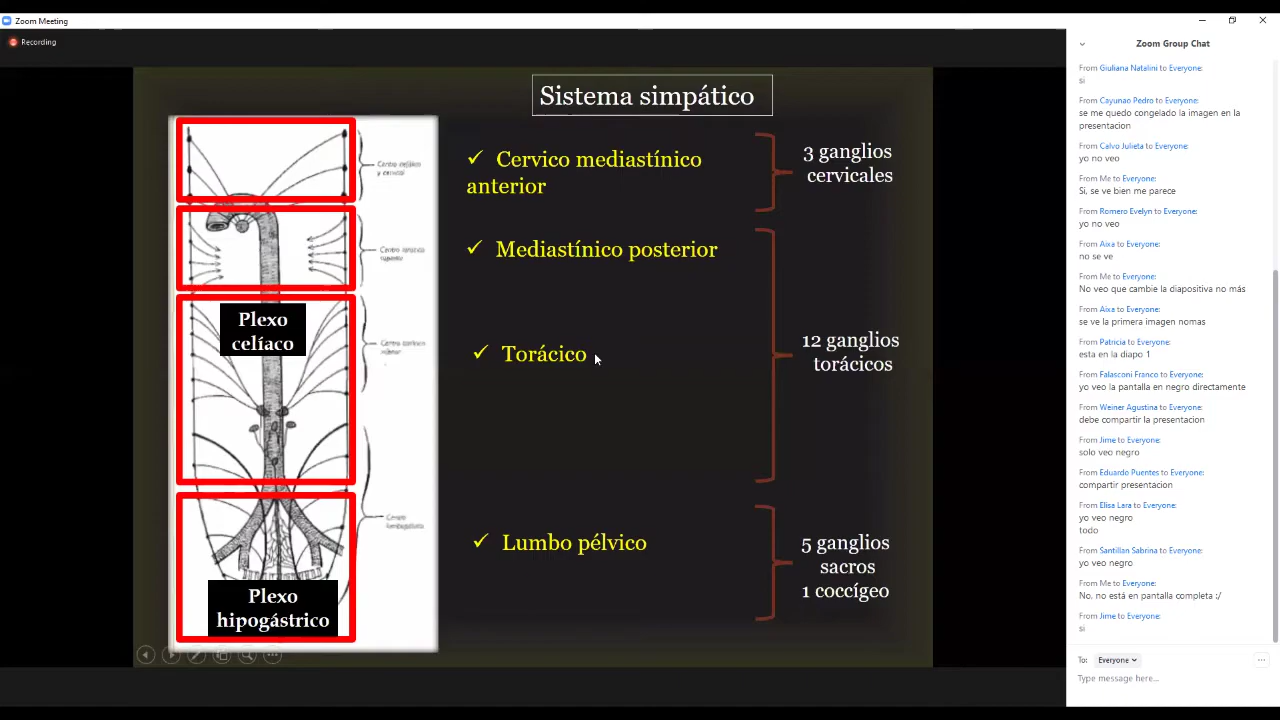 Zoom Meeting
Recording
Sistema simpático
Cervico mediastínico
anterior
3 ganglios
cervicales
Mediastínico posterior
Plexo
celíaco
Torácico
12 ganglios
torácicos
Lumbo pélvico
5 ganglios
sacros
1 coccígeo
Plexo
hipogástrico
Zoom Group Chat
From Giuliana Natalini to Everyone:
si
From Cayunao Pedro to Everyone:
se me quedo congelado la imagen en la
presentacion
From Calvo Julieta to Everyone:
yo no veo
From Me to Everyone:
Si, se ve bien me parece
From Romero Evelyn to Everyone:
yo no veo
From Aixa to Everyone:
no se ve
From Me to Everyone:
No veo que cambie la diapositiva no más
From Aixa to Everyone:
se ve la primera imagen nomas
From Patricia to Everyone:
esta en la diapo 1
From Falasconi Franco to Everyone:
yo veo la pantalla en negro directamente
From Weiner Agustina to Everyone:
debe compartir la presentacion
From Jime to Everyone:
solo veo negro
From Eduardo Puentes to Everyone:
compartir presentacion
From Elisa Lara to Everyone:
yo veo negro
todo
From Santillan Sabrina to Everyone:
yo veo negro
From Me to Everyone:
No. no está en pantalla completa :/
From Jime to Everyone:
si
To: Everyone
Type message here...